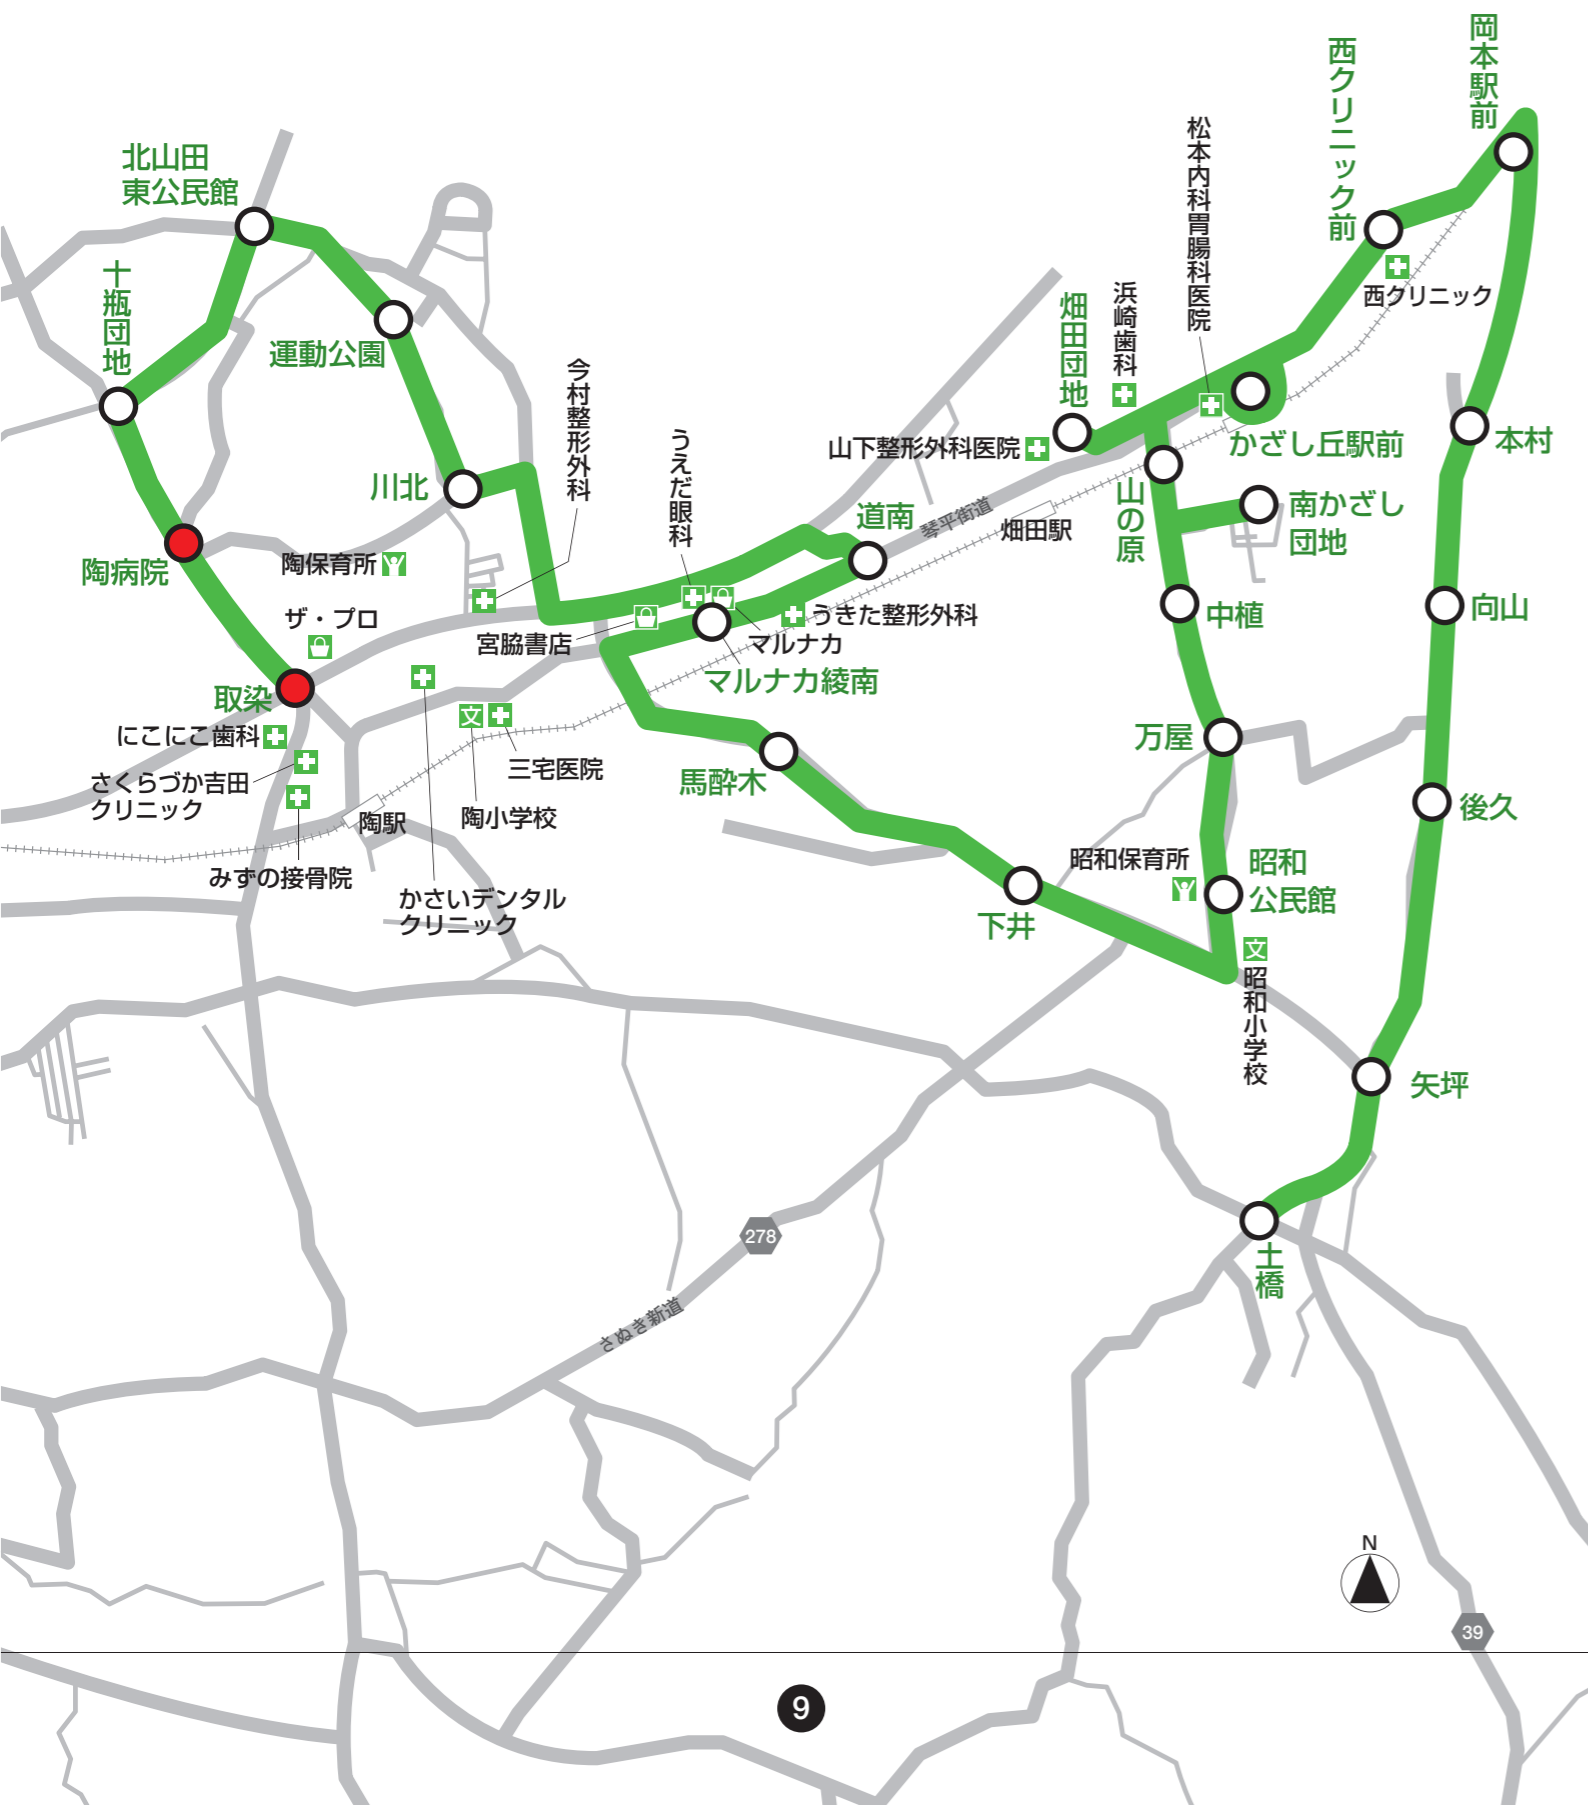 岡本駅前
西クリニック前
松本内科胃腸科医院
北山田
東公民館
十瓶団地
西クリニック
浜崎歯科
畑田団地
運動公園
今村整形外科
うえだ眼科
山下整形外科医院
かざし丘駅前
本村
川北
山の原
南かざし
団地
道南
琴平街道
畑田駅
陶病院
陶保育所
ザ・プロ
宮脇書店
うきた整形外科
マルナカ
中植
向山
取染
マルナカ綾南
にこにこ歯科
文
万屋
さくらづか吉田
クリニック
三宅医院
馬酔木
陶駅
陶小学校
後久
みずの接骨院
かさいデンタル
クリニック
昭和保育所
昭和
公民館
下井
文
昭和小学校
矢坪
278
土橋
さぬき新道
N
39
9